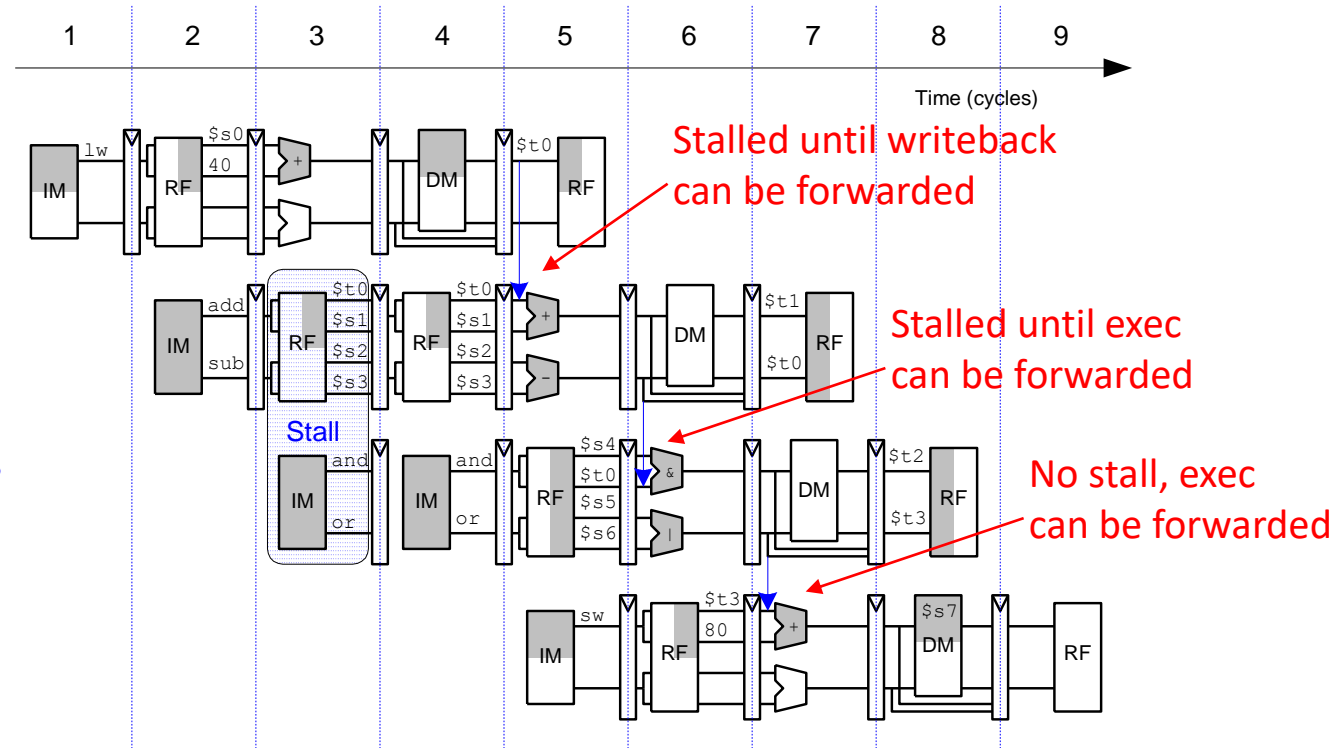 1 2 3 4 5 6 7 8 9
Time (cycles)
lw
IM
RF
$s0
40
+
DM
$t0
RF
Stalled until writeback
can be forwarded
add
sub
IM
RF
$t0
$s1
$s2
$s3
RF
$t0
$s1
$s2
$s3
+
-
DM
$t1
$t0
RF
Stalled until exec
can be forwarded
Stall
IM
and
or
IM
and
or
RF
$s4
$t0
$s5
$s6
&
|
DM
$t2
$t3
RF
No stall, exec
can be forwarded
IM
sw
RF
$t3
80
+
$s7
DM
RF